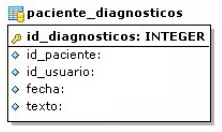 paciente_diagnosticos
id_diagnosticos: INTEGER
id_paciente:
id_usuario:
fecha:
texto: